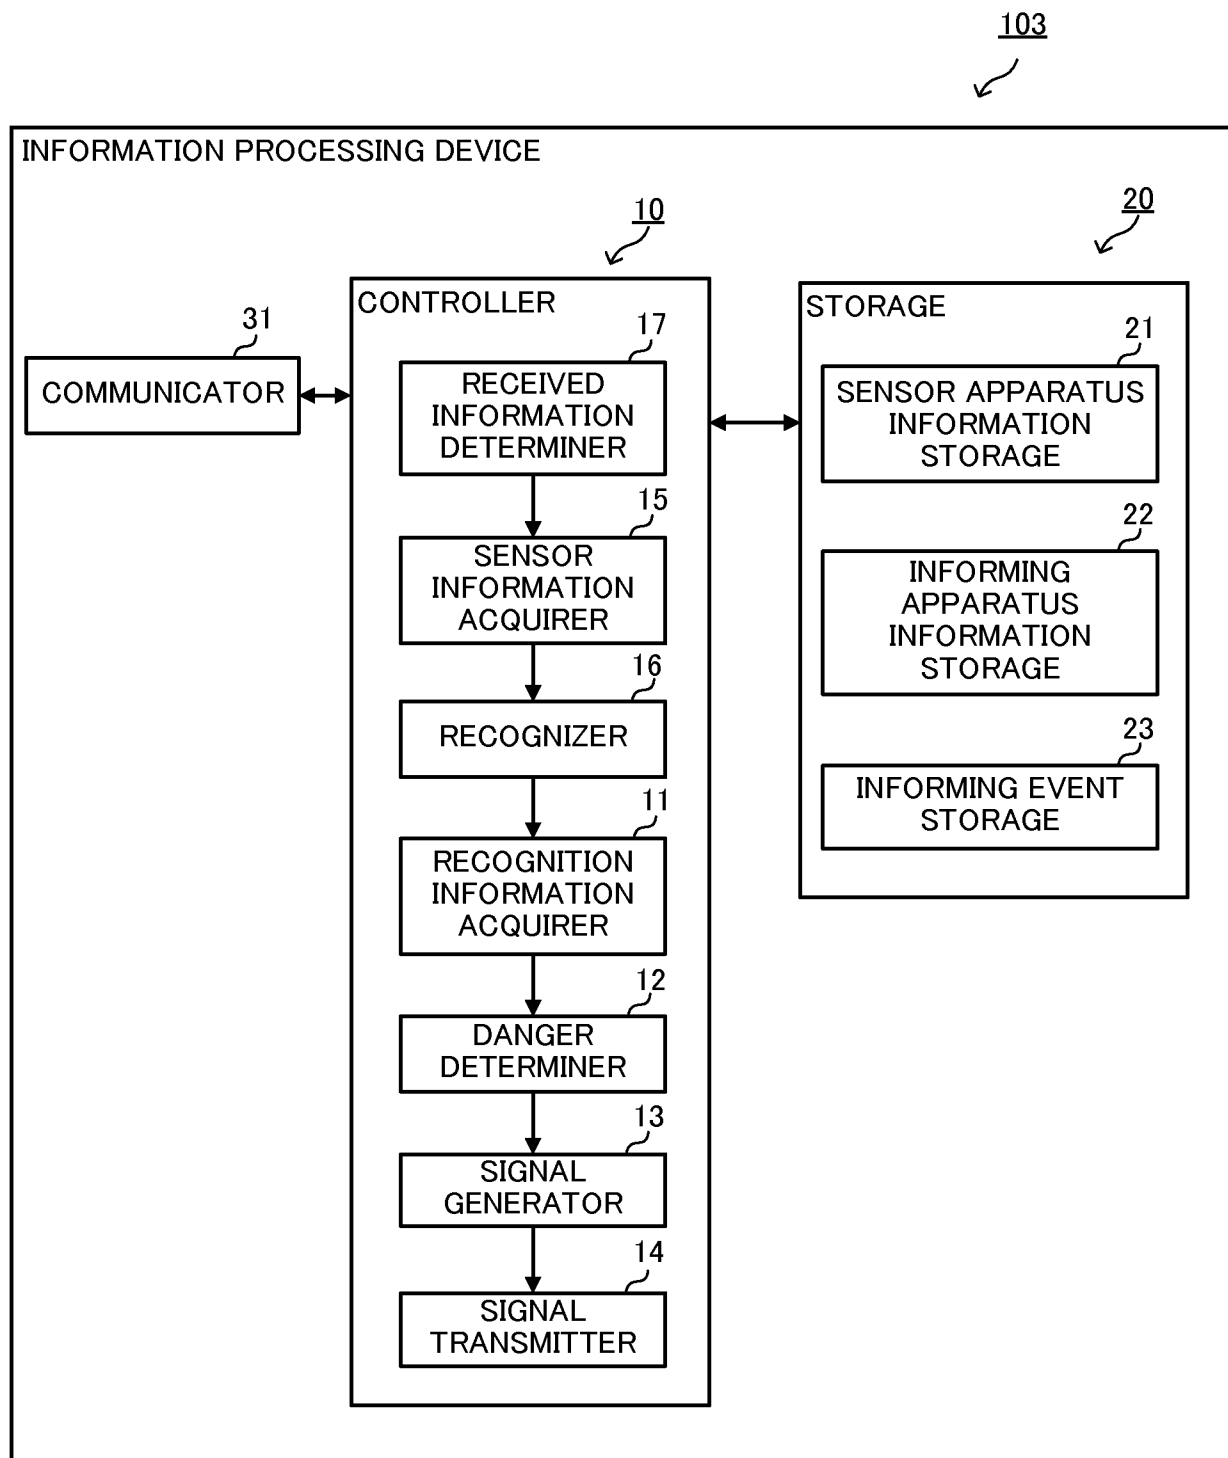 103
INFORMATION PROCESSING DEVICE
10
20
31
COMMUNICATOR
CONTROLLER
17
RECEIVED
INFORMATION
DETERMINER
15
SENSOR
INFORMATION
ACQUIRER
16
RECOGNIZER
11
RECOGNITION
INFORMATION
ACQUIRER
12
DANGER
DETERMINER
13
SIGNAL
GENERATOR
14
SIGNAL
TRANSMITTER
STORAGE
21
SENSOR APPARATUS
INFORMATION
STORAGE
22
INFORMING
APPARATUS
INFORMATION
STORAGE
23
INFORMING EVENT
STORAGE